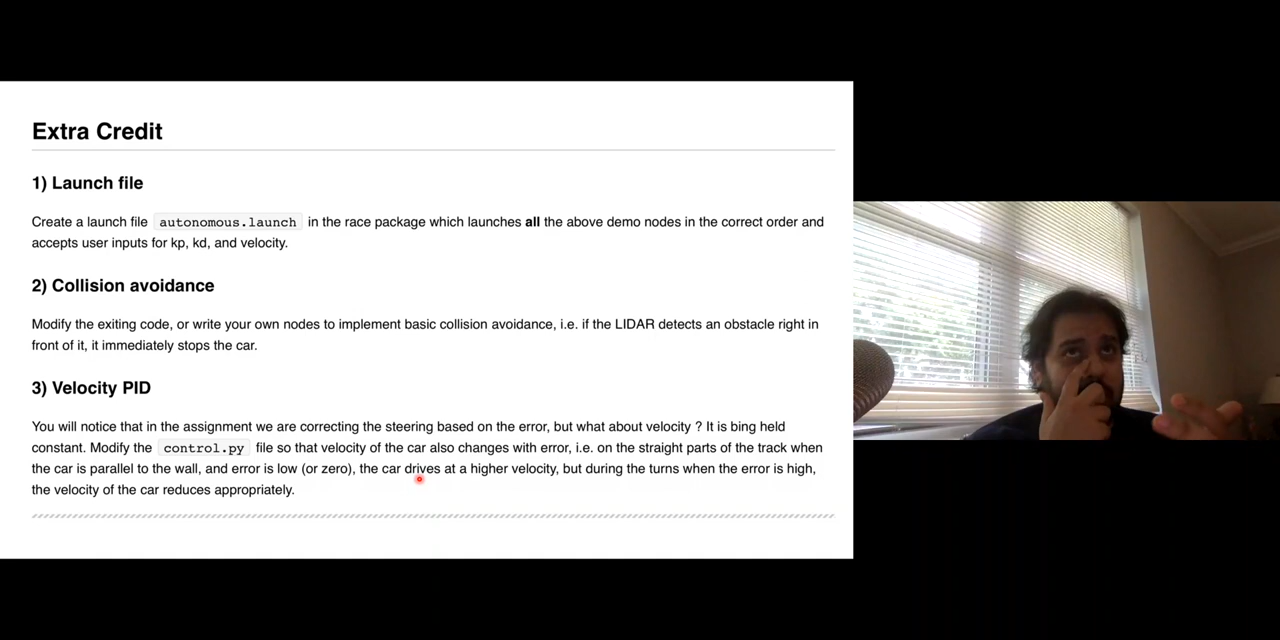 Extra Credit
1) Launch file
Create a launch file autonomous.launch in the race package which launches all the above demo nodes in the correct order and
accepts user inputs for kp, kd, and velocity.
2) Collision avoidance
Modify the exiting code, or write your own nodes to implement basic collision avoidance, i.e. if the LIDAR detects an obstacle right in
front of it, it immediately stops the car.
3) Velocity PID
You will notice that in the assignment we are correcting the steering based on the error, but what about velocity ? It is bing held
constant. Modify the control.py file so that velocity of the car also changes with error, i.e. on the straight parts of the track when
the car is parallel to the wall, and error is low (or zero), the car drives at a higher velocity, but during the turns when the error is high,
the velocity of the car reduces appropriately.